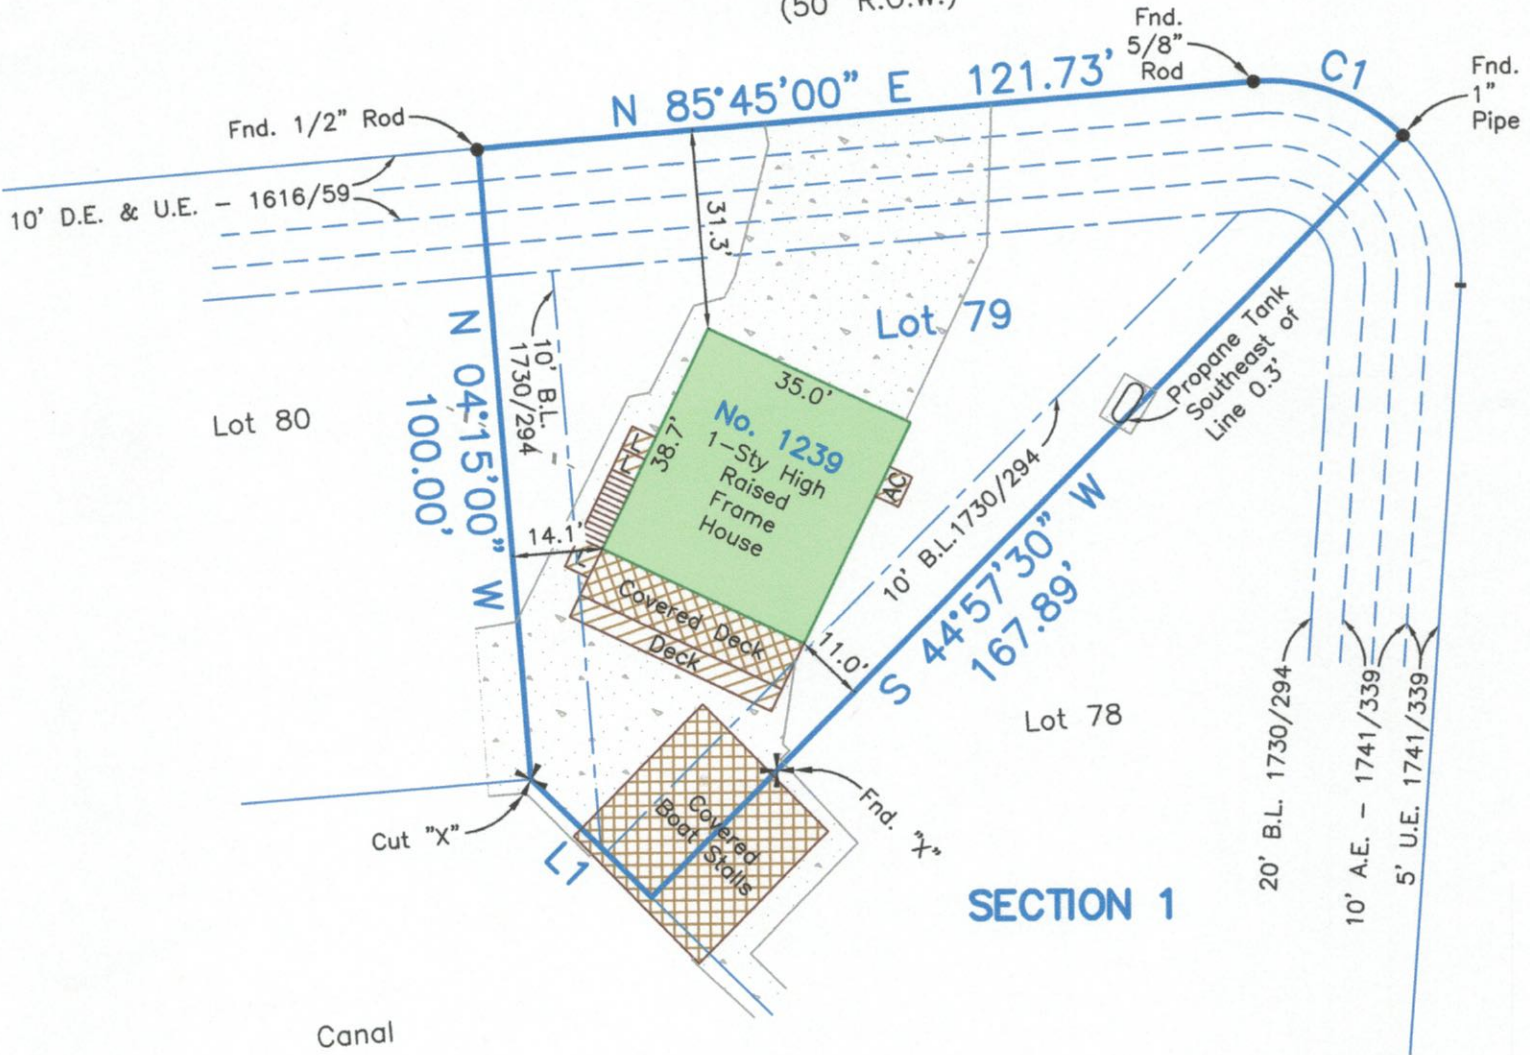 (50' R.O.W.)
Fnd.
5/8"
Rod
C1
Fnd.
1"
Pipe
N 85°45'00" E 121.73'
Fnd. 1/2" Rod
10' D.E. & U.E. - 1616/59
31.3'
Lot 79
N 04°15'00" W
100.00'
10' B.L.
1730/294
Lot 80
35.0'
38.7'
No. 1239
1-Sty High
Raised
Frame
House
AC
Propane Tank
Southeast of
Line 0.3'
14.1'
Covered Deck
Deck
11.0'
10' B.L. 1730/294
S 44°57'30" W
167.89'
Lot 78
20' B.L. 1730/294
10' A.E. - 1741/339
5' U.E. 1741/339
Covered
Boat Stalls
Fnd. "X"
Cut "X"
L1
SECTION 1
Canal